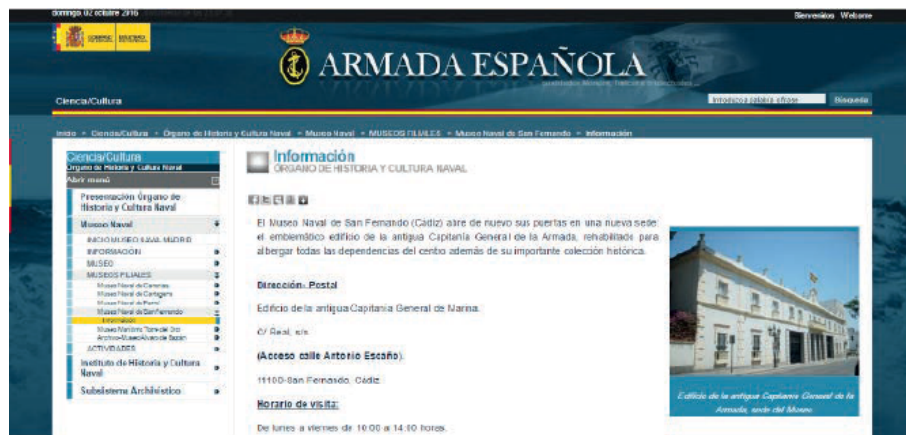 domingo, 02 octubre 2016
Bienvenidos Welcome
ARMADA ESPAÑOLA
Ciencia/Cultura
Introduzca palabra o frase
Búsqueda
Inicio Ciencia/Cultura Órgano de Historia y Cultura Naval Museo Naval MUSEOS FILIALES Museo Naval de San Fernando Información
Ciencia/Cultura
Órgano de Historia y Cultura Naval
Abrir menú
Presentación Órgano de
Historia y Cultura Naval
Museo Naval
INICIO MUSEO NAVAL MADRID
INFORMACIÓN
MUSEO
MUSEOS FILIALES
Museo Naval de Canarias
Museo Naval de Cartagena
Museo Naval de Ferrol
Museo Naval de San Fernando
Información
Museo Marítimo Torre del Oro
Archivo-Museo Álvaro de Bazán
ACTIVIDADES
Instituto de Historia y Cultura
Naval
Subsistema Archivístico
Información
ÓRGANO DE HISTORIA Y CULTURA NAVAL
El Museo Naval de San Fernando (Cádiz) abre de nuevo sus puertas en una nueva sede:
el emblemático edificio de la antigua Capitanía General de la Armada, rehabilitado para
albergar todas las dependencias del centro además de su importante colección histórica.
Dirección Postal
Edificio de la antigua Capitanía General de Marina.
C/ Real, s/n
(Acceso calle Antonio Escaño).
11100-San Fernando, Cádiz
Horario de visita:
De lunes a viernes de 10:00 a 14:00 horas.
Edificio de la antigua Capitanía General de la
Armada, sede del Museo